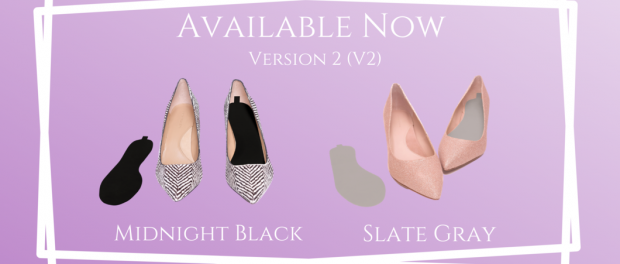 Available Now
Version 2 (V2)
Midnight Black
Slate Gray